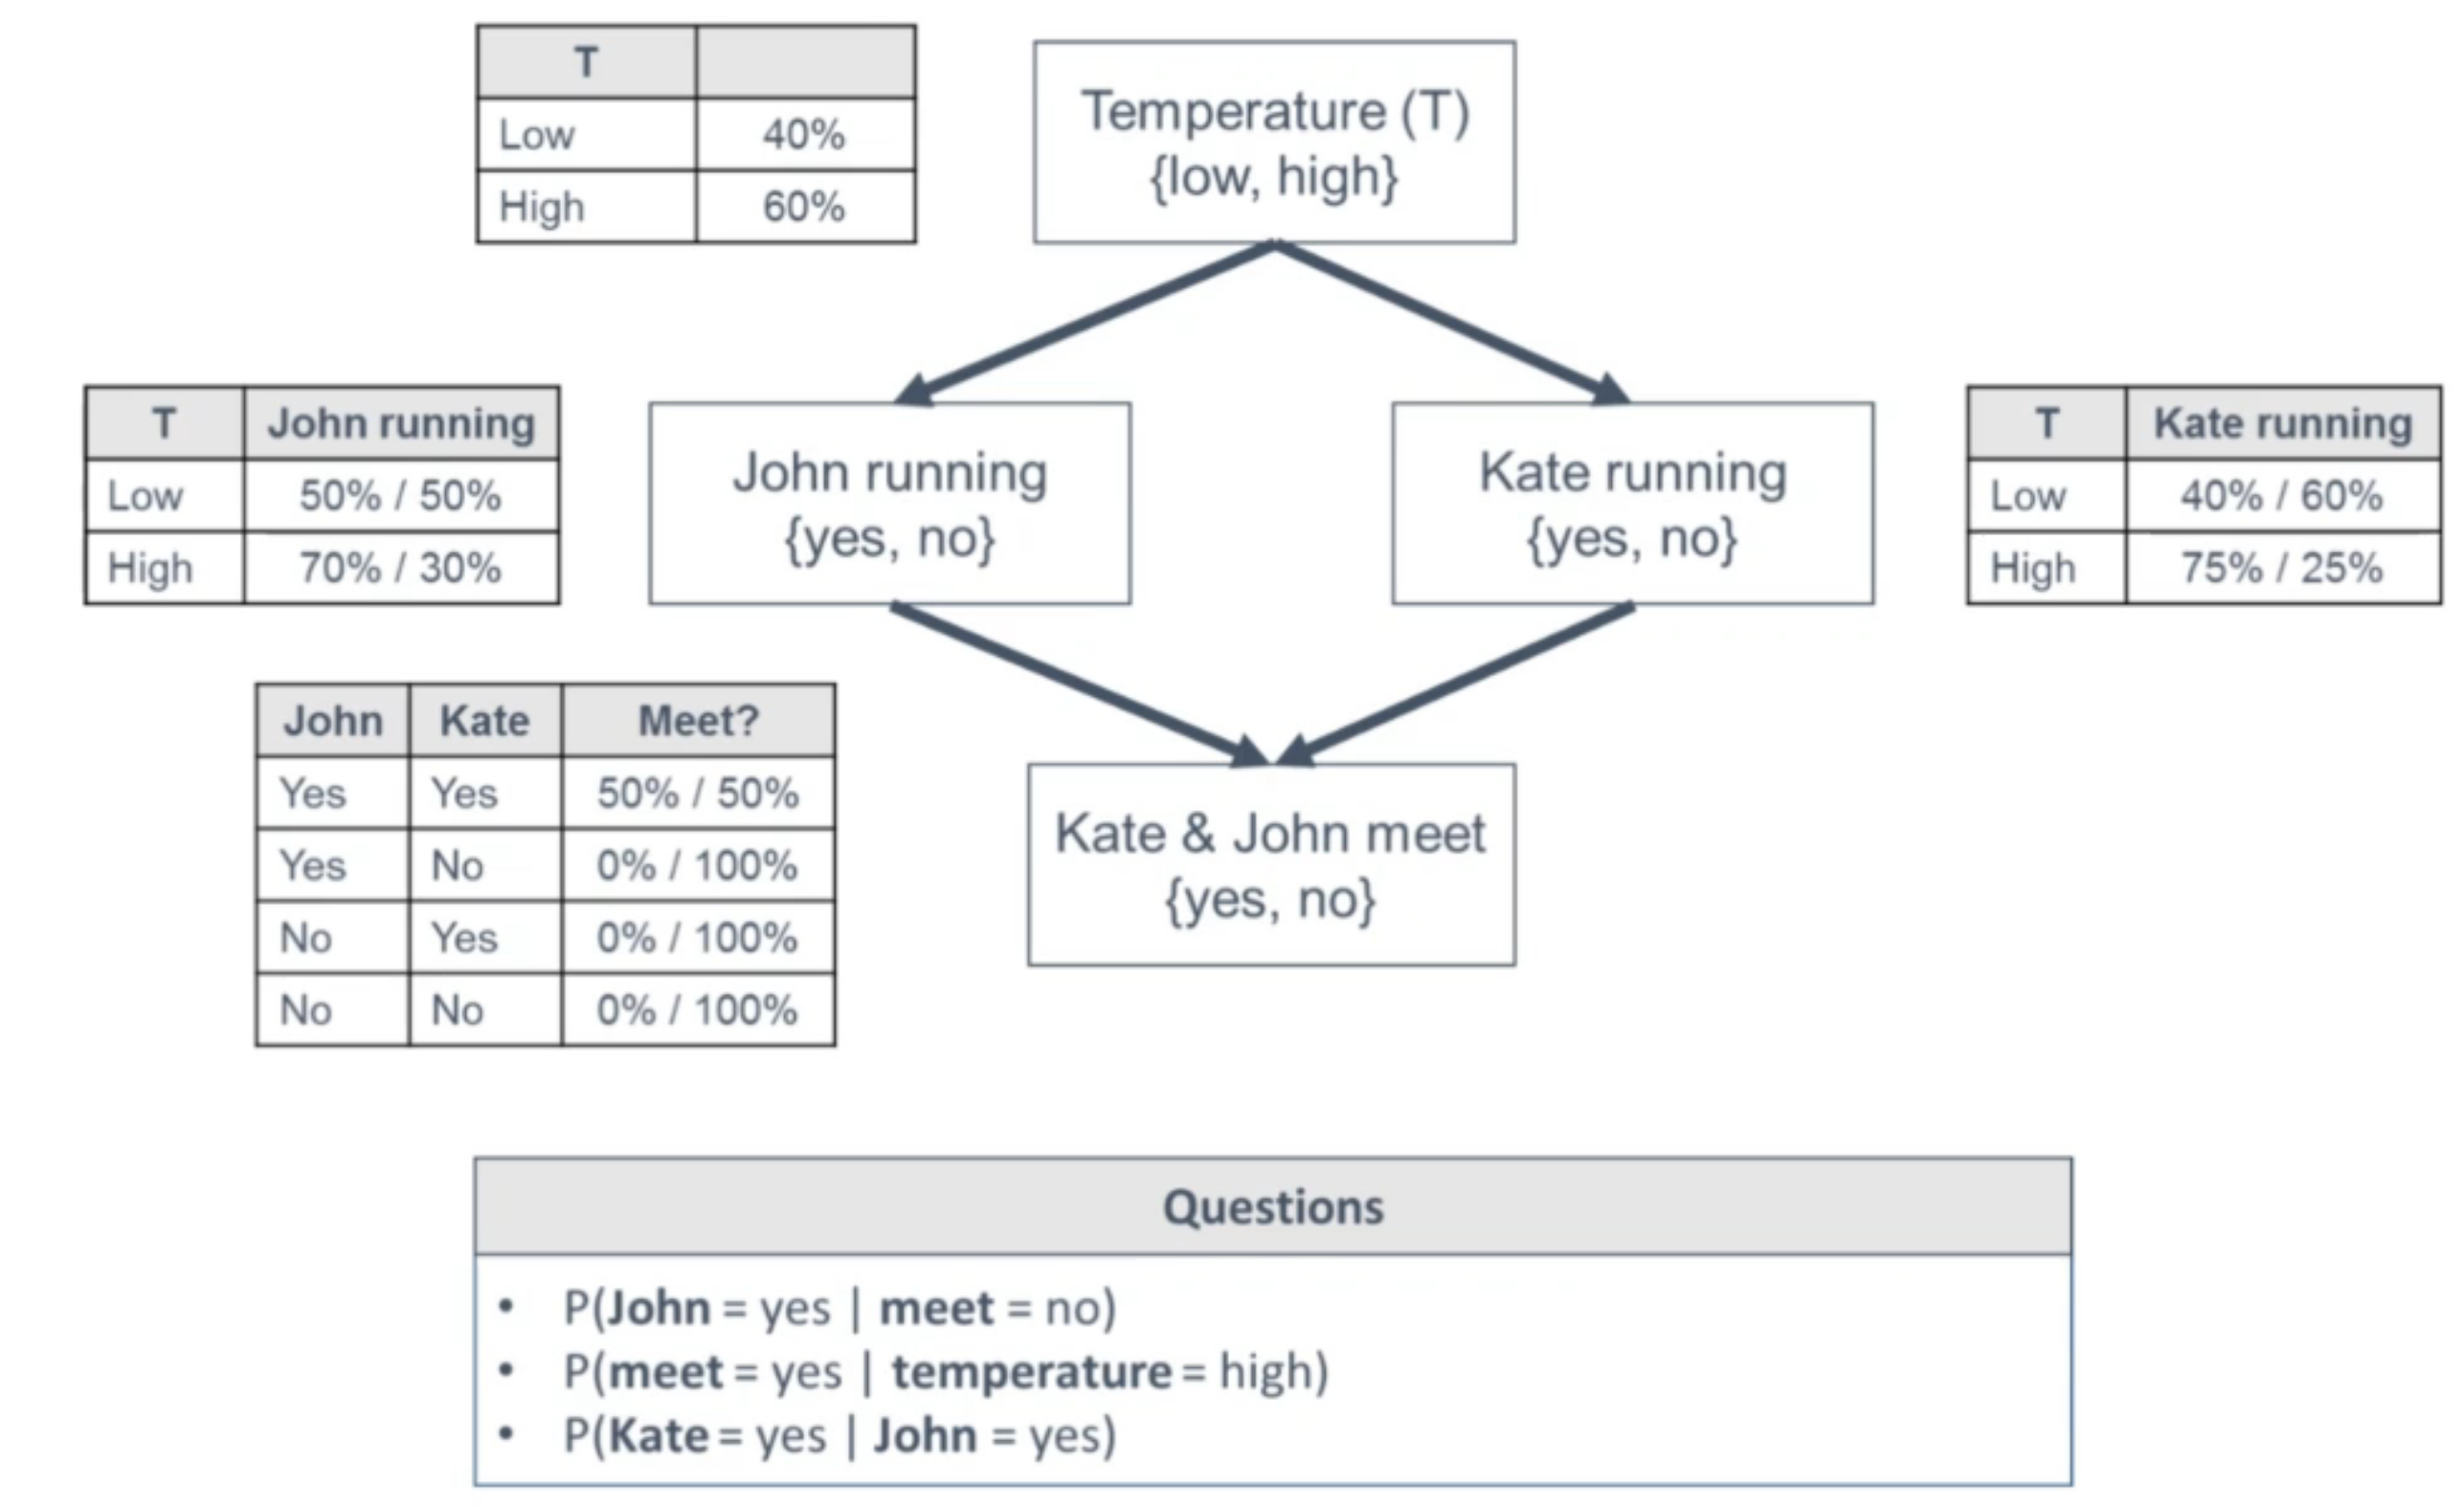 T
Low 40%
High 60%
Temperature (T)
{low, high}
T John running
Low 50% / 50%
High 70% / 30%
John running
{yes, no}
Kate running
{yes, no}
T Kate running
Low 40% / 60%
High 75% / 25%
John Kate Meet?
Yes Yes 50% / 50%
Yes No 0% / 100%
No Yes 0% / 100%
No No 0% / 100%
Kate & John meet
{yes, no}
Questions
• P(John = yes | meet = no)
• P(meet = yes | temperature = high)
• P(Kate = yes | John = yes)